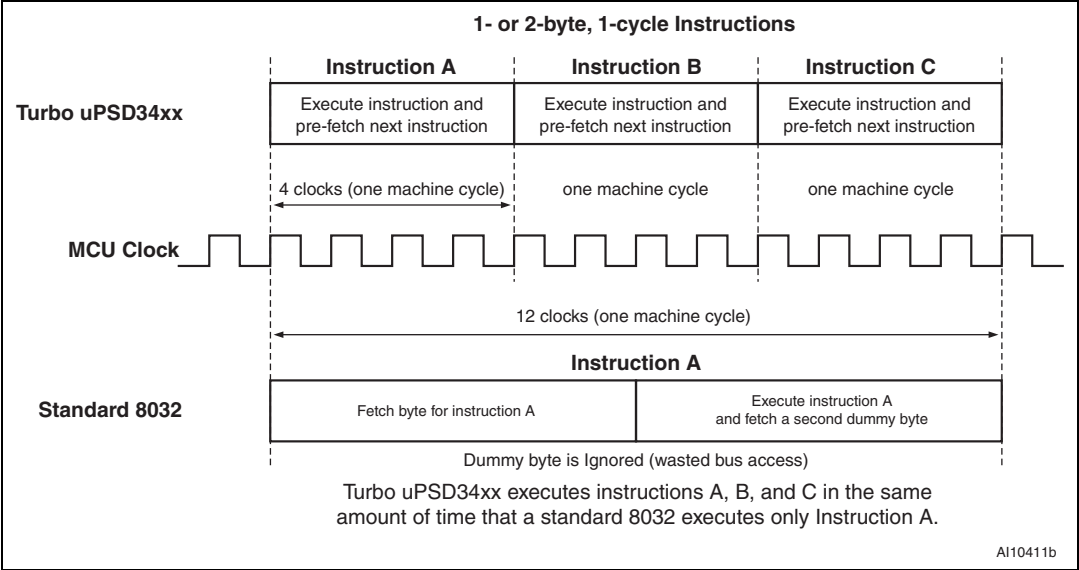 1- or 2-byte, 1-cycle Instructions
Instruction A
Instruction B
Instruction C
Turbo uPSD34xx
Execute instruction and
pre-fetch next instruction
Execute instruction and
pre-fetch next instruction
Execute instruction and
pre-fetch next instruction
4 clocks (one machine cycle)
one machine cycle
one machine cycle
MCU Clock
12 clocks (one machine cycle)
Instruction A
Standard 8032
Fetch byte for instruction A
Execute instruction A
and fetch a second dummy byte
Dummy byte is Ignored (wasted bus access)
Turbo uPSD34xx executes instructions A, B, and C in the same
amount of time that a standard 8032 executes only Instruction A.
AI10411b